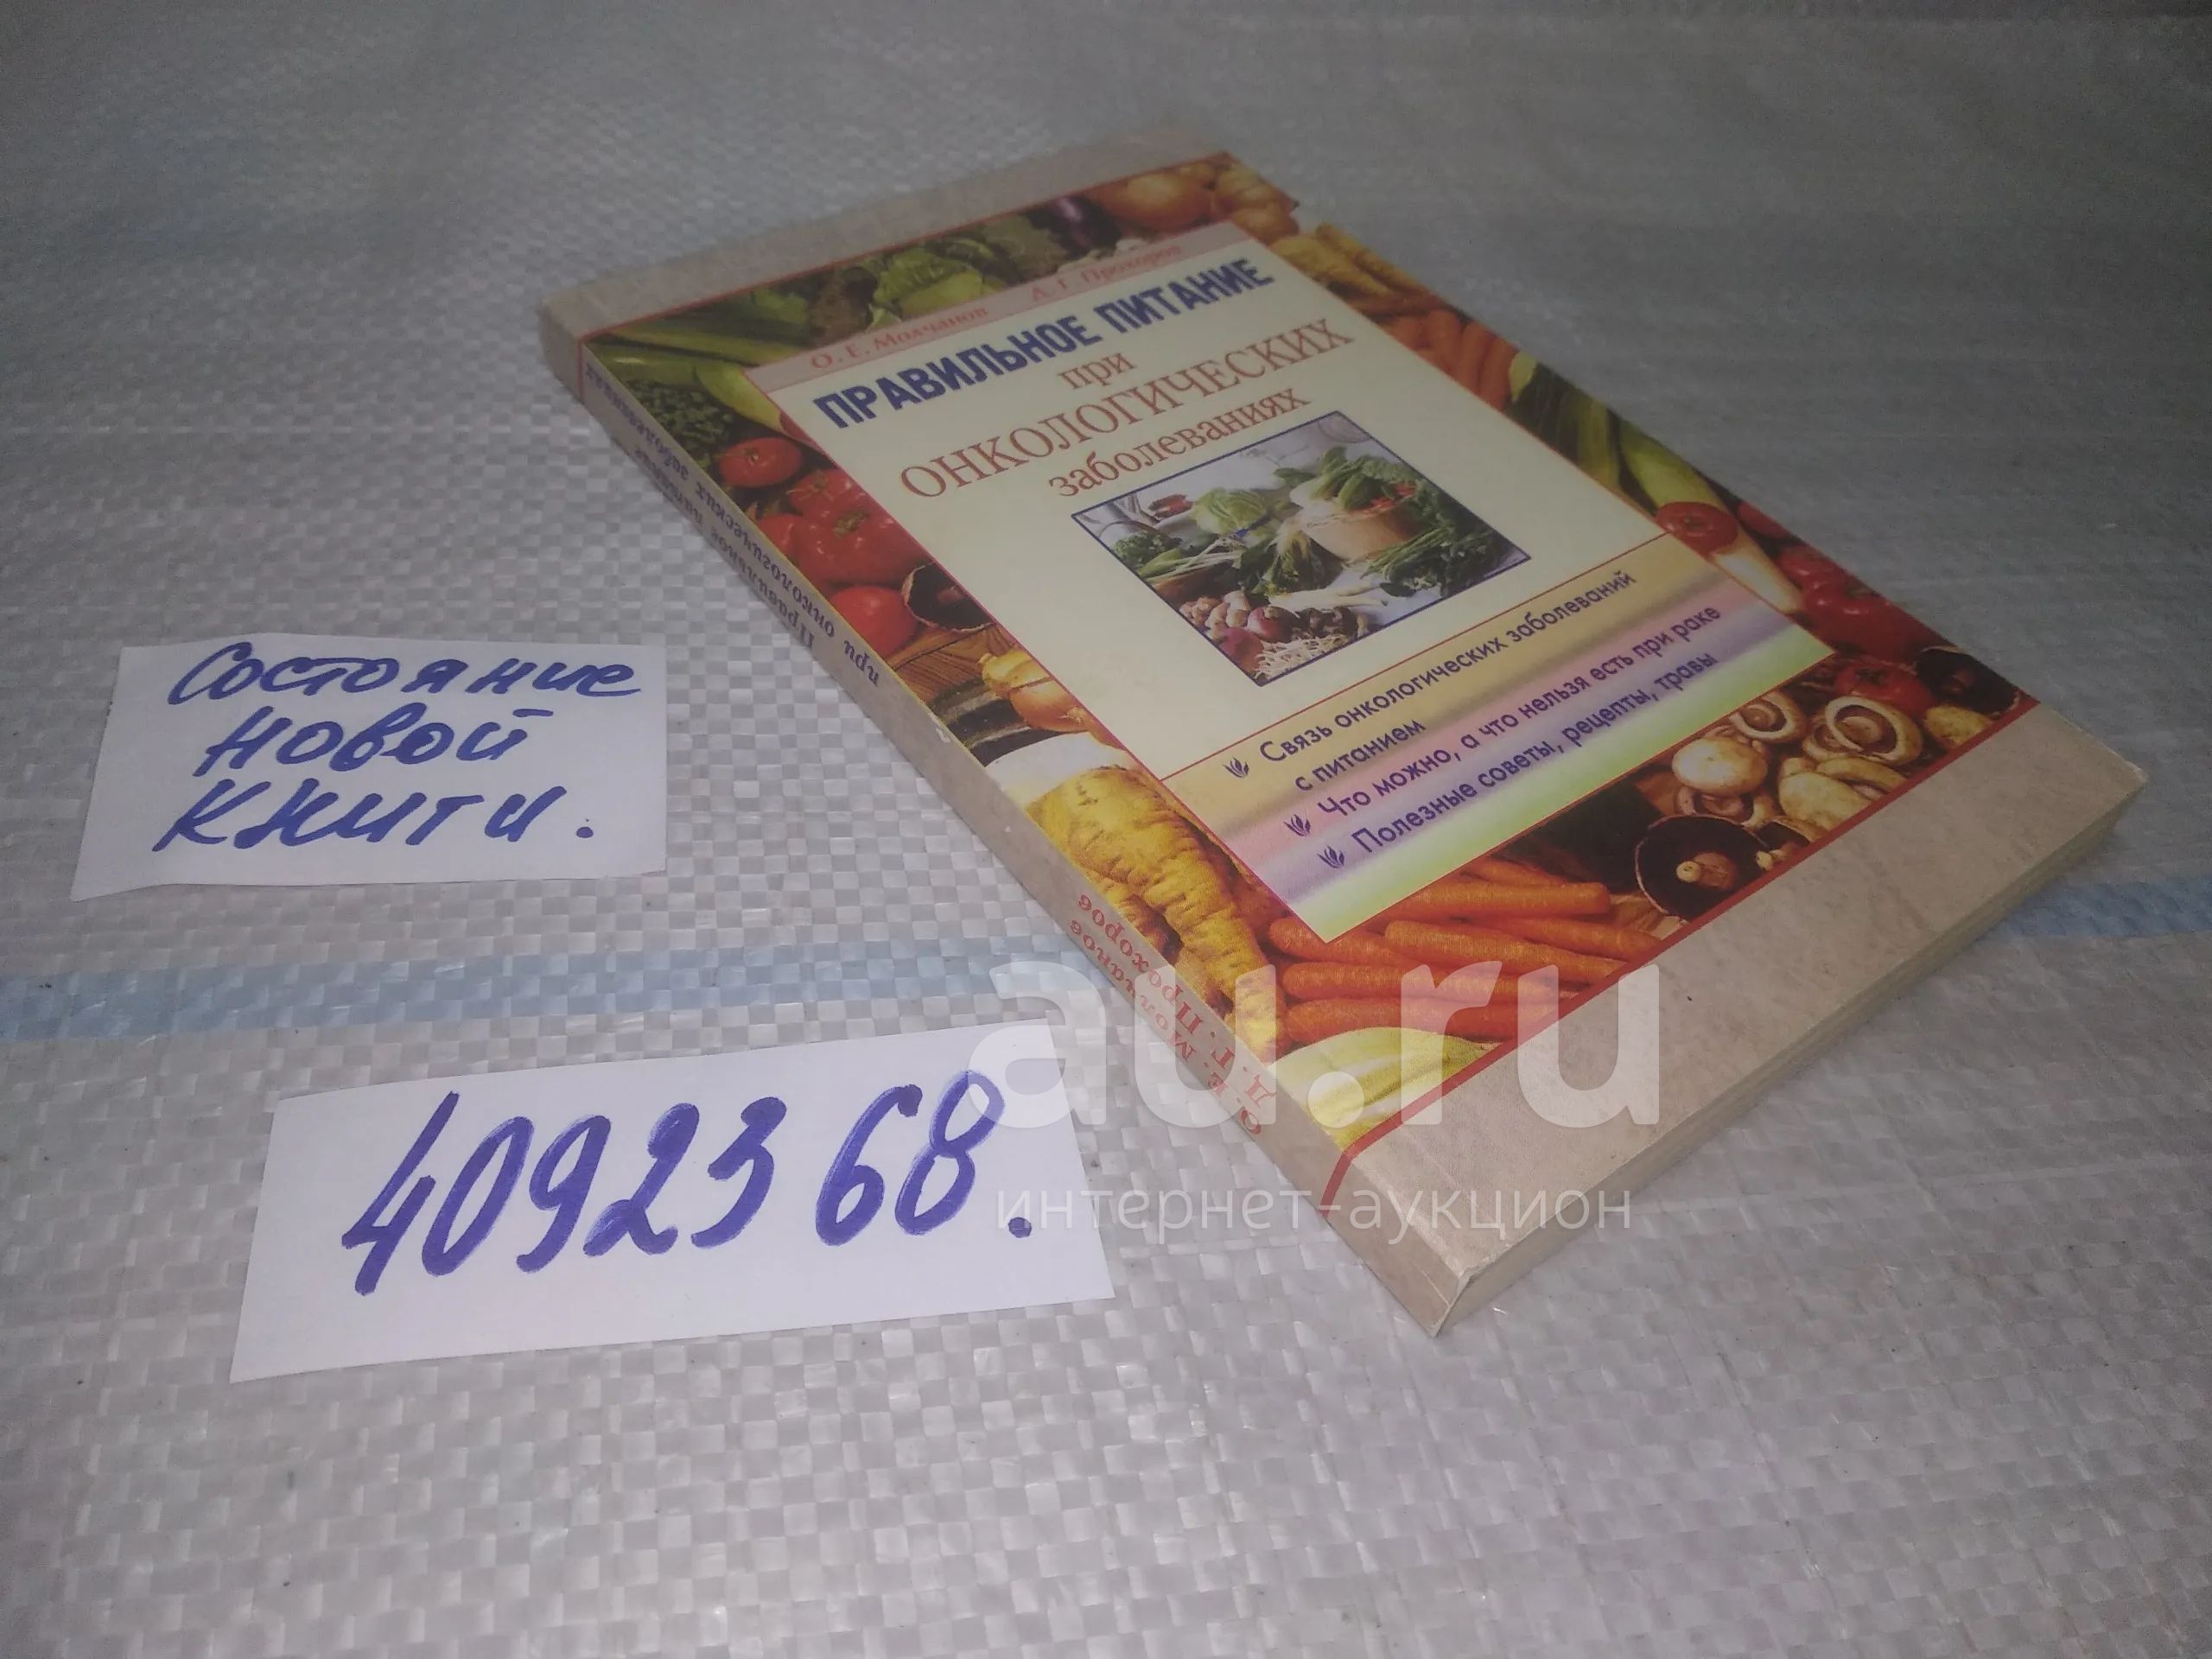 О. Е. Молчанов Д. Г. Прохоров
ПРАВИЛЬНОЕ ПИТАНИЕ
при
ОНКОЛОГИЧЕСКИХ
заболеваниях
Связь онкологических заболеваний
с питанием
Что можно, а что нельзя есть при раке
Полезные советы, рецепты, травы
Правильное питание
при онкологических заболеваниях
О. Е. Молчанов
Д. Г. Прохоров
Состояние
новой
книги.
4092368.
au.ru
интернет-аукцион